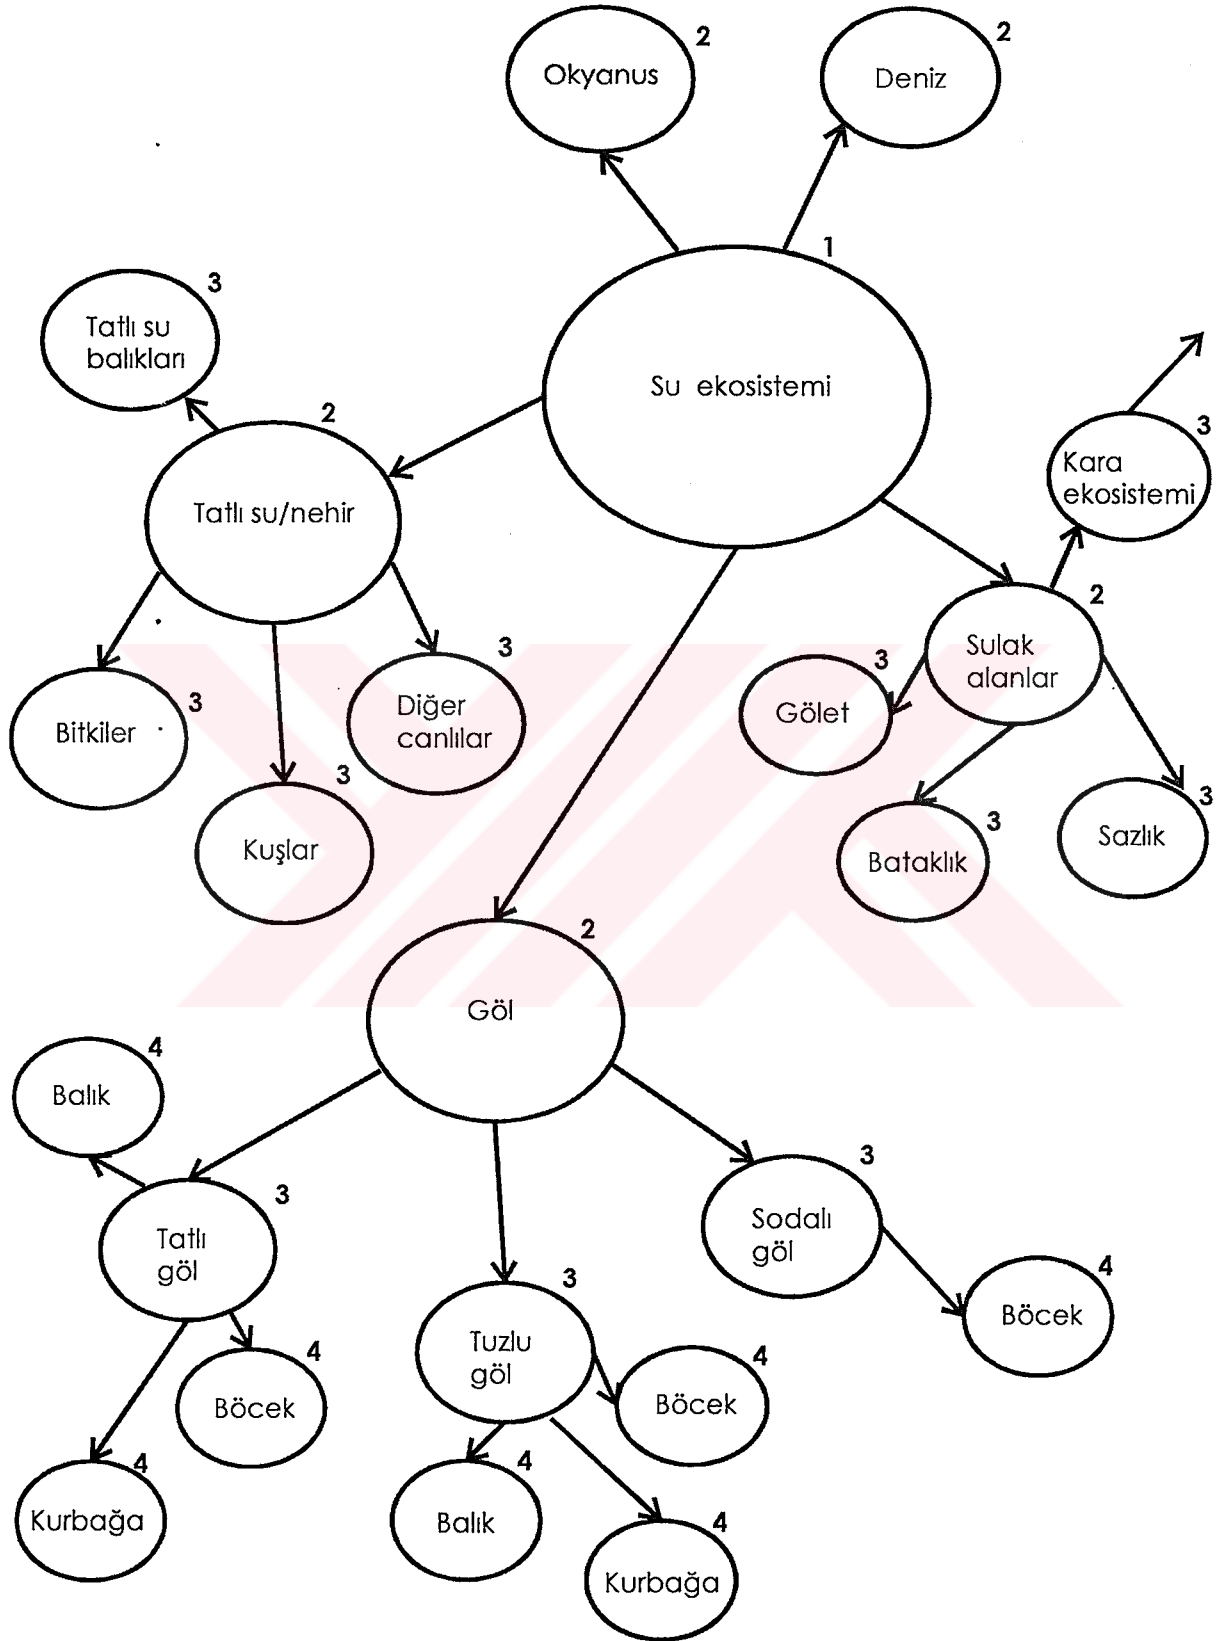 2
Okyanus
2
Deniz
1
Su ekosistemi
3
Tatlı su
balıkları
2
Tatlı su/nehir
3
Kara
ekosistemi
2
Sulak
alanlar
3
Bitkiler
3
Diğer
canlılar
3
Kuşlar
3
Gölet
3
Bataklık
3
Sazlık
2
Göl
4
Balık
3
Tatlı
göl
3
Sodalı
göl
3
Tuzlu
göl
4
Böcek
4
Böcek
4
Böcek
4
Kurbağa
4
Balık
4
Kurbağa